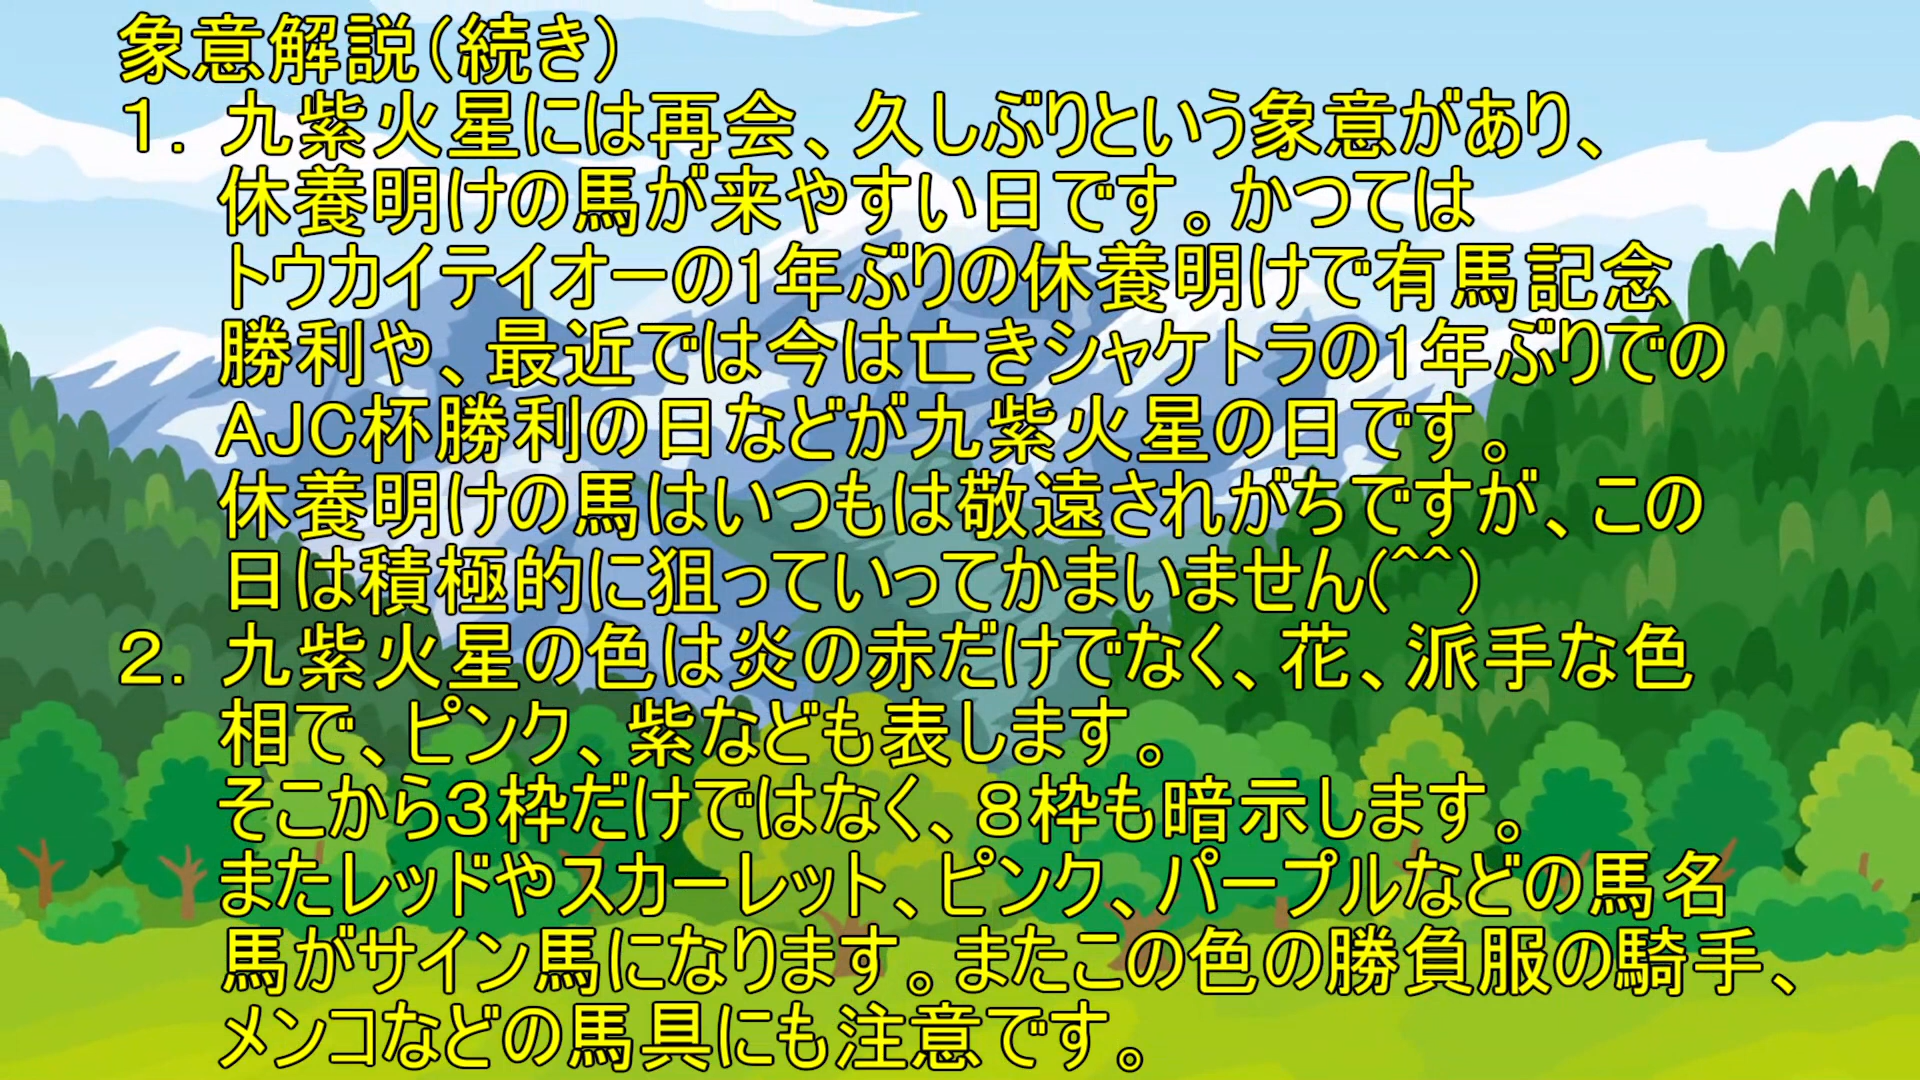 象意解説(続き)
１. 九紫火星には再会、久しぶりという象意があり、
休養明けの馬が来やすい日です。かつては
トウカイテイオーの1年ぶりの休養明けで有馬記念
勝利や、最近では今は亡きシャケトラの1年ぶりでの
AJC杯勝利の日などが九紫火星の日です。
休養明けの馬はいつもは敬遠されがちですが、この
日は積極的に狙っていってかまいません(^^)
２. 九紫火星の色は炎の赤だけでなく、花、派手な色
相で、ピンク、紫なども表します。
そこから３枠だけではなく、８枠も暗示します。
またレッドやスカーレット、ピンク、パープルなどの馬名
馬がサイン馬になります。またこの色の勝負服の騎手、
メンコなどの馬具にも注意です。